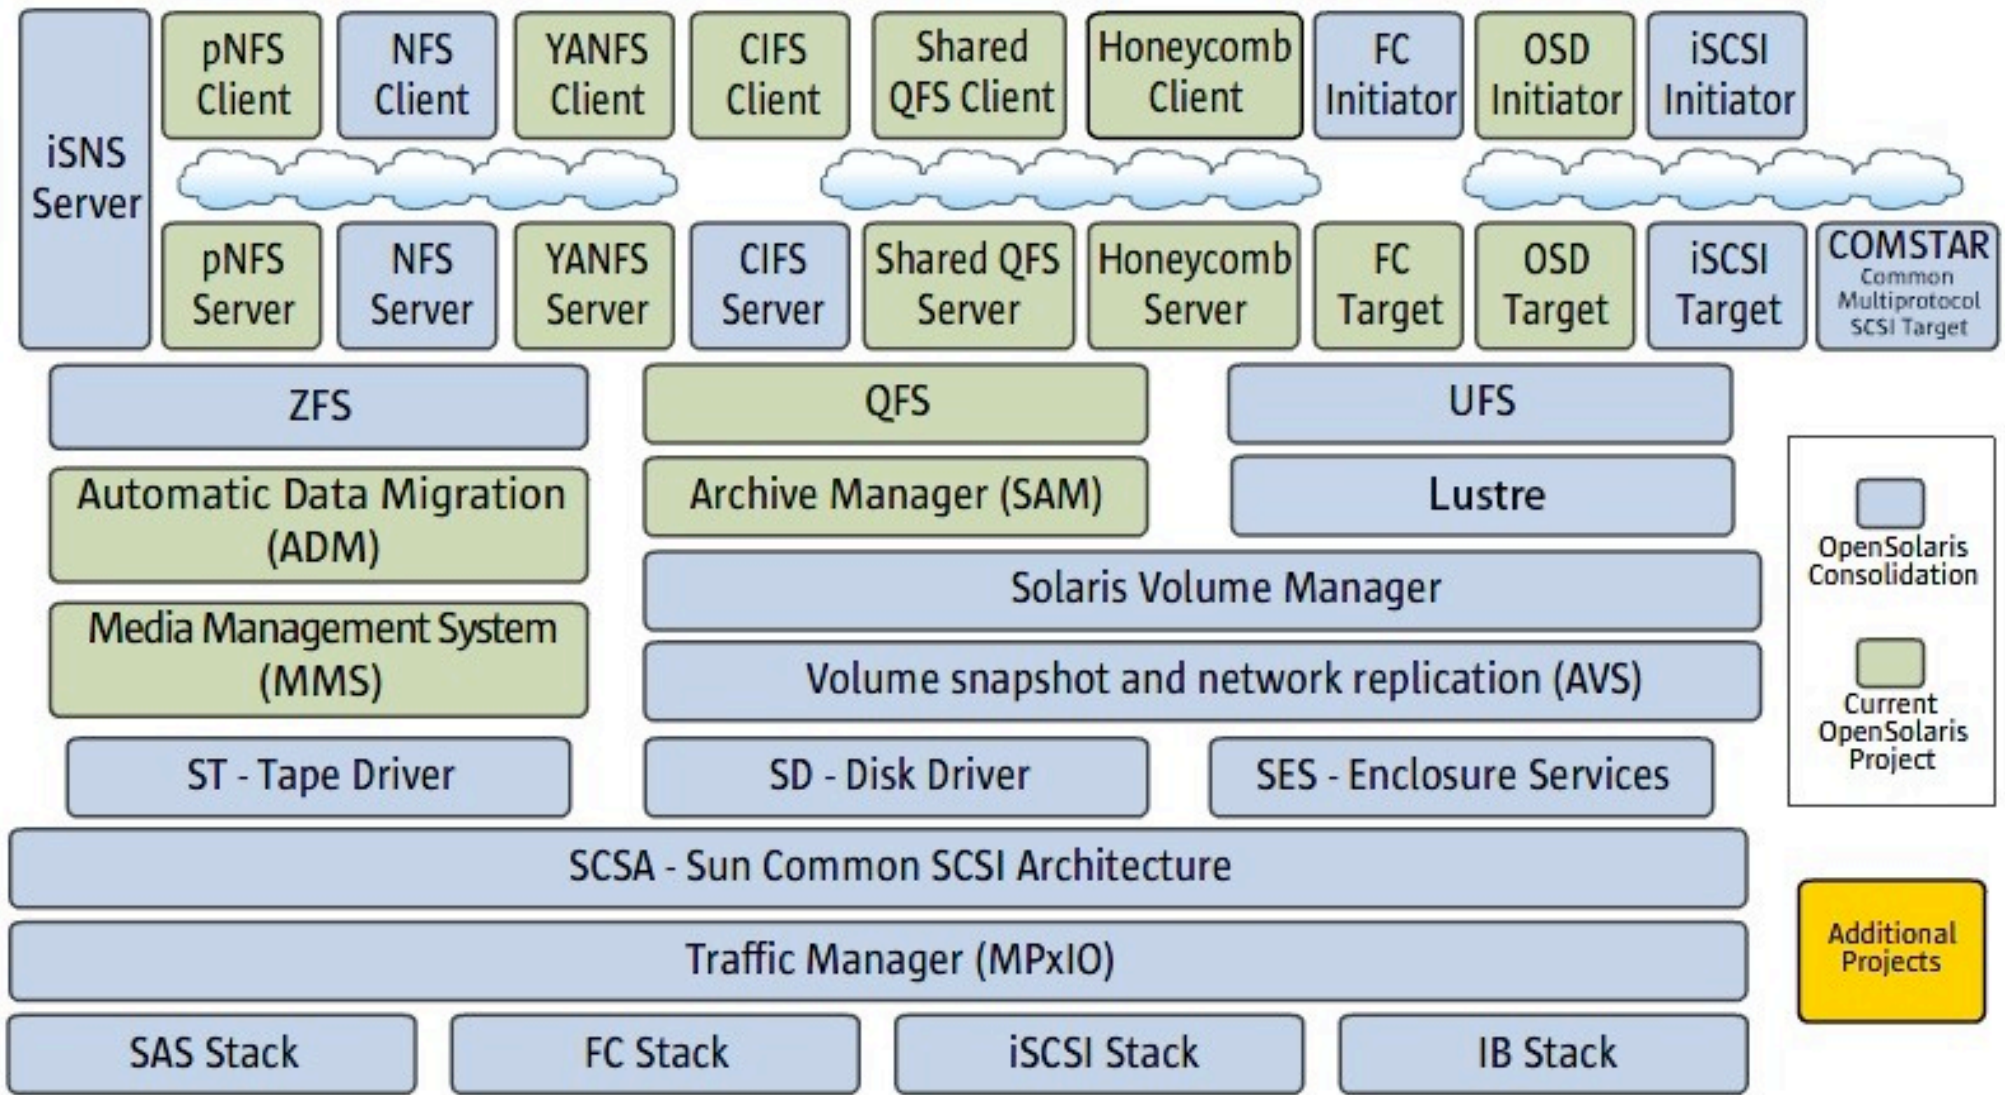 iSNS
Server
pNFS
Client
NFS
Client
YANFS
Client
CIFS
Client
Shared
QFS Client
Honeycomb
Client
FC
Initiator
OSD
Initiator
iSCSI
Initiator
pNFS
Server
NFS
Server
YANFS
Server
CIFS
Server
Shared QFS
Server
Honeycomb
Server
FC
Target
OSD
Target
iSCSI
Target
COMSTAR
Common
Multiprotocol
SCSI Target
ZFS
QFS
UFS
Automatic Data Migration
(ADM)
Archive Manager (SAM)
Lustre
Solaris Volume Manager
Media Management System
(MMS)
Volume snapshot and network replication (AVS)
ST - Tape Driver
SD - Disk Driver
SES - Enclosure Services
SCSA - Sun Common SCSI Architecture
Traffic Manager (MPxIO)
SAS Stack
FC Stack
iSCSI Stack
IB Stack
OpenSolaris
Consolidation
Current
OpenSolaris
Project
Additional
Projects